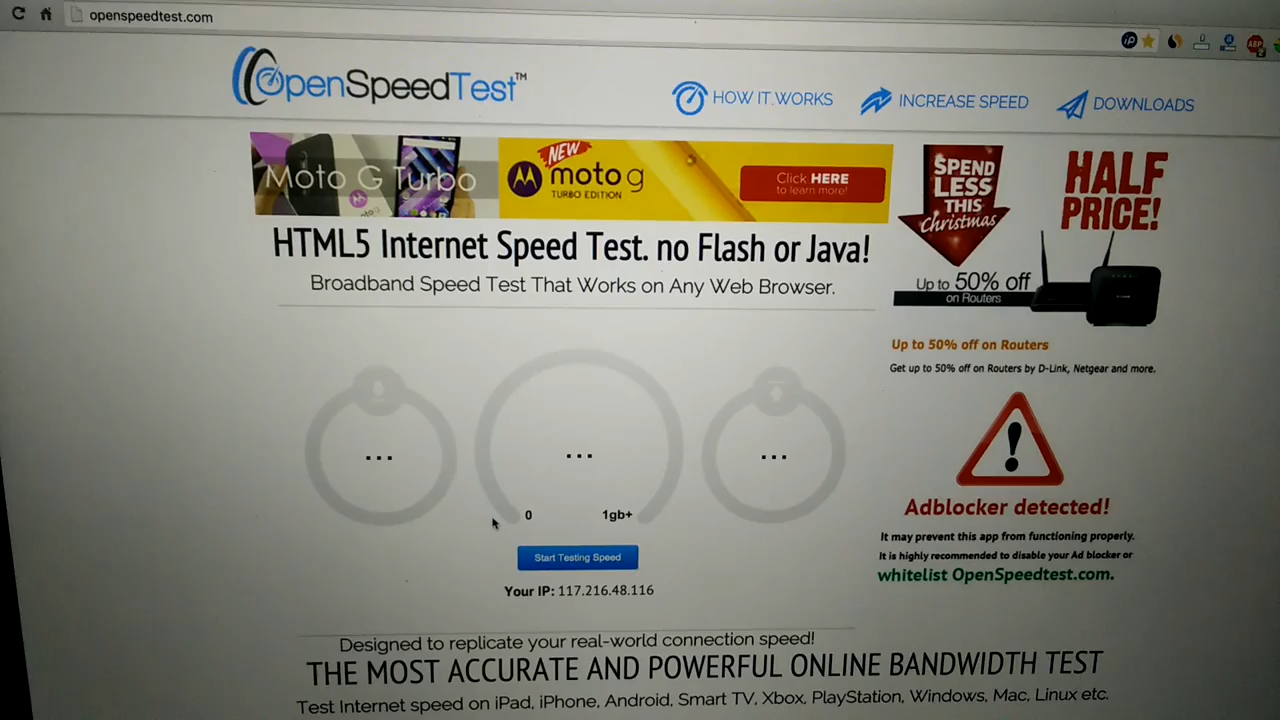 openspeedtest.com
OpenSpeedTest™
HOW IT WORKS
INCREASE SPEED
DOWNLOADS
Moto G Turbo
NEW
moto g
TURBO EDITION
Click HERE
to learn more!
SPEND
LESS
THIS
Christmas
HALF
PRICE!
Up to 50% off
on Routers
HTML5 Internet Speed Test. no Flash or Java!
Broadband Speed Test That Works on Any Web Browser.
Up to 50% off on Routers
Get up to 50% off on Routers by D-Link, Netgear and more.
... ... ...
0 1gb+
Start Testing Speed
Your IP: 117.216.48.116
Adblocker detected!
It may prevent this app from functioning properly.
It is highly recommended to disable your Ad blocker or
whitelist OpenSpeedtest.com.
Designed to replicate your real-world connection speed!
THE MOST ACCURATE AND POWERFUL ONLINE BANDWIDTH TEST
Test Internet speed on iPad, iPhone, Android, Smart TV, Xbox, PlayStation, Windows, Mac, Linux etc.